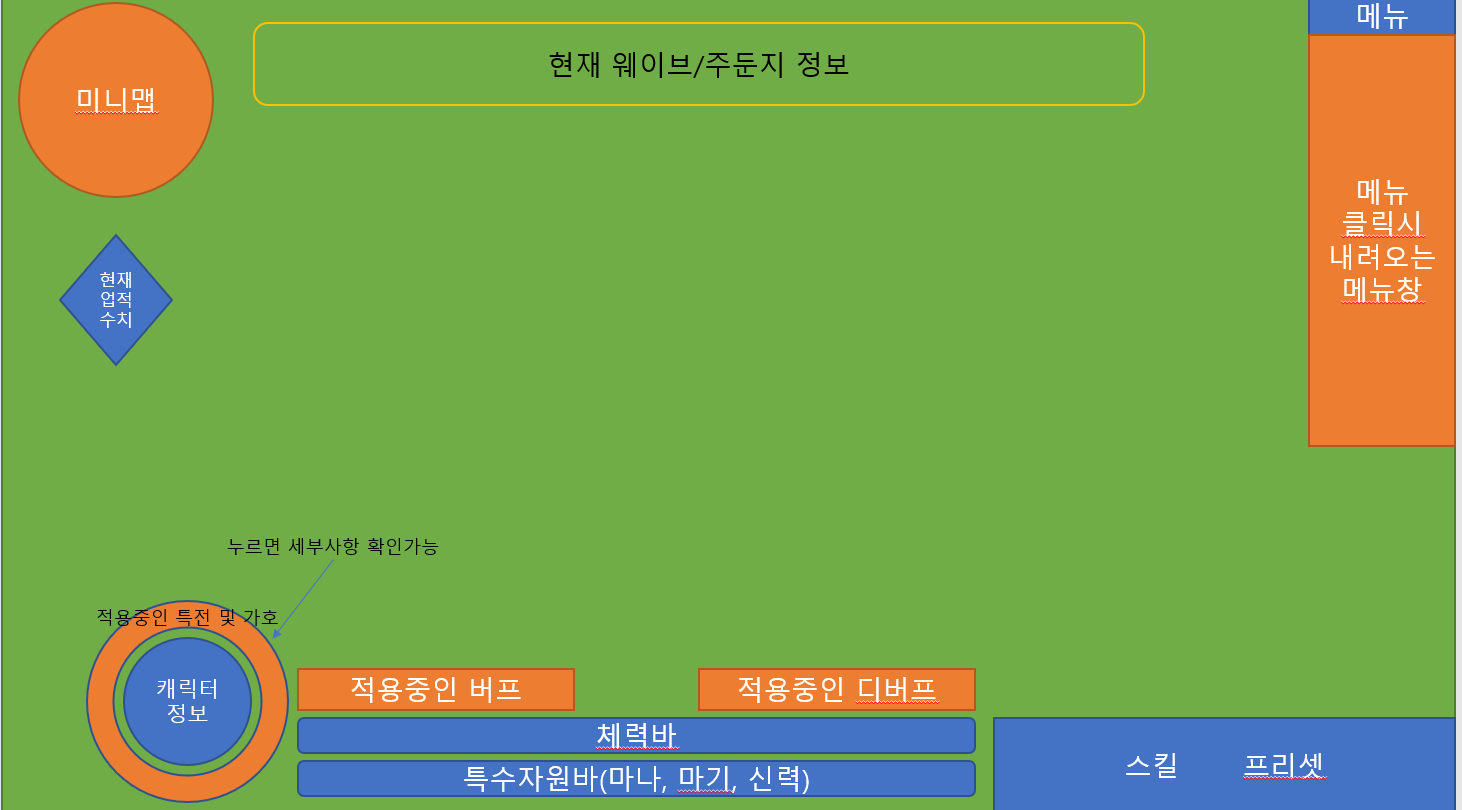 메뉴
현재 웨이브/주둔지 정보
미니맵
메뉴
클릭시
내려오는
메뉴창
현재
업적
수치
누르면 세부사항 확인가능
적용중인 특전 및 가호
캐릭터
정보
적용중인 버프
적용중인 디버프
체력바
특수자원바(마나, 마기, 신력)
스킬 프리셋